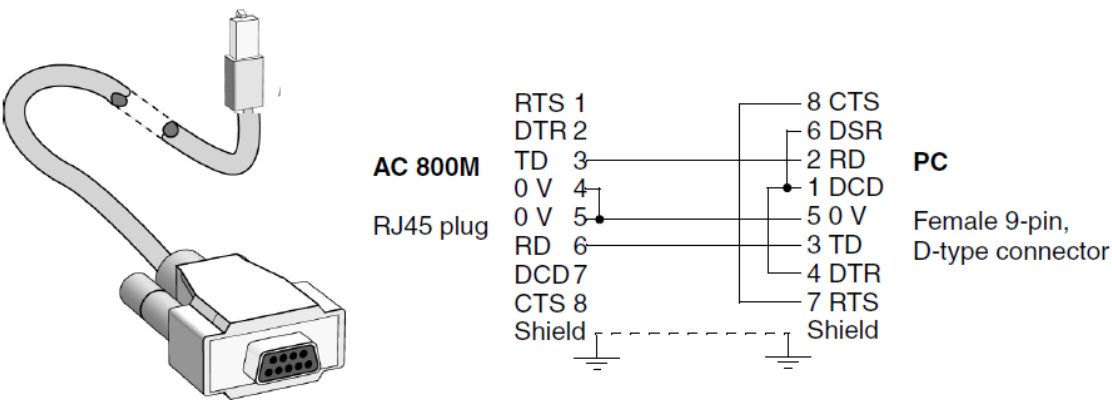 RTS 1
DTR 2
TD 3
0 V 4
0 V 5
RD 6
DCD 7
CTS 8
Shield
AC 800M
RJ45 plug
8 CTS
6 DSR
2 RD
1 DCD
5 0 V
3 TD
4 DTR
7 RTS
Shield
PC
Female 9-pin,
D-type connector